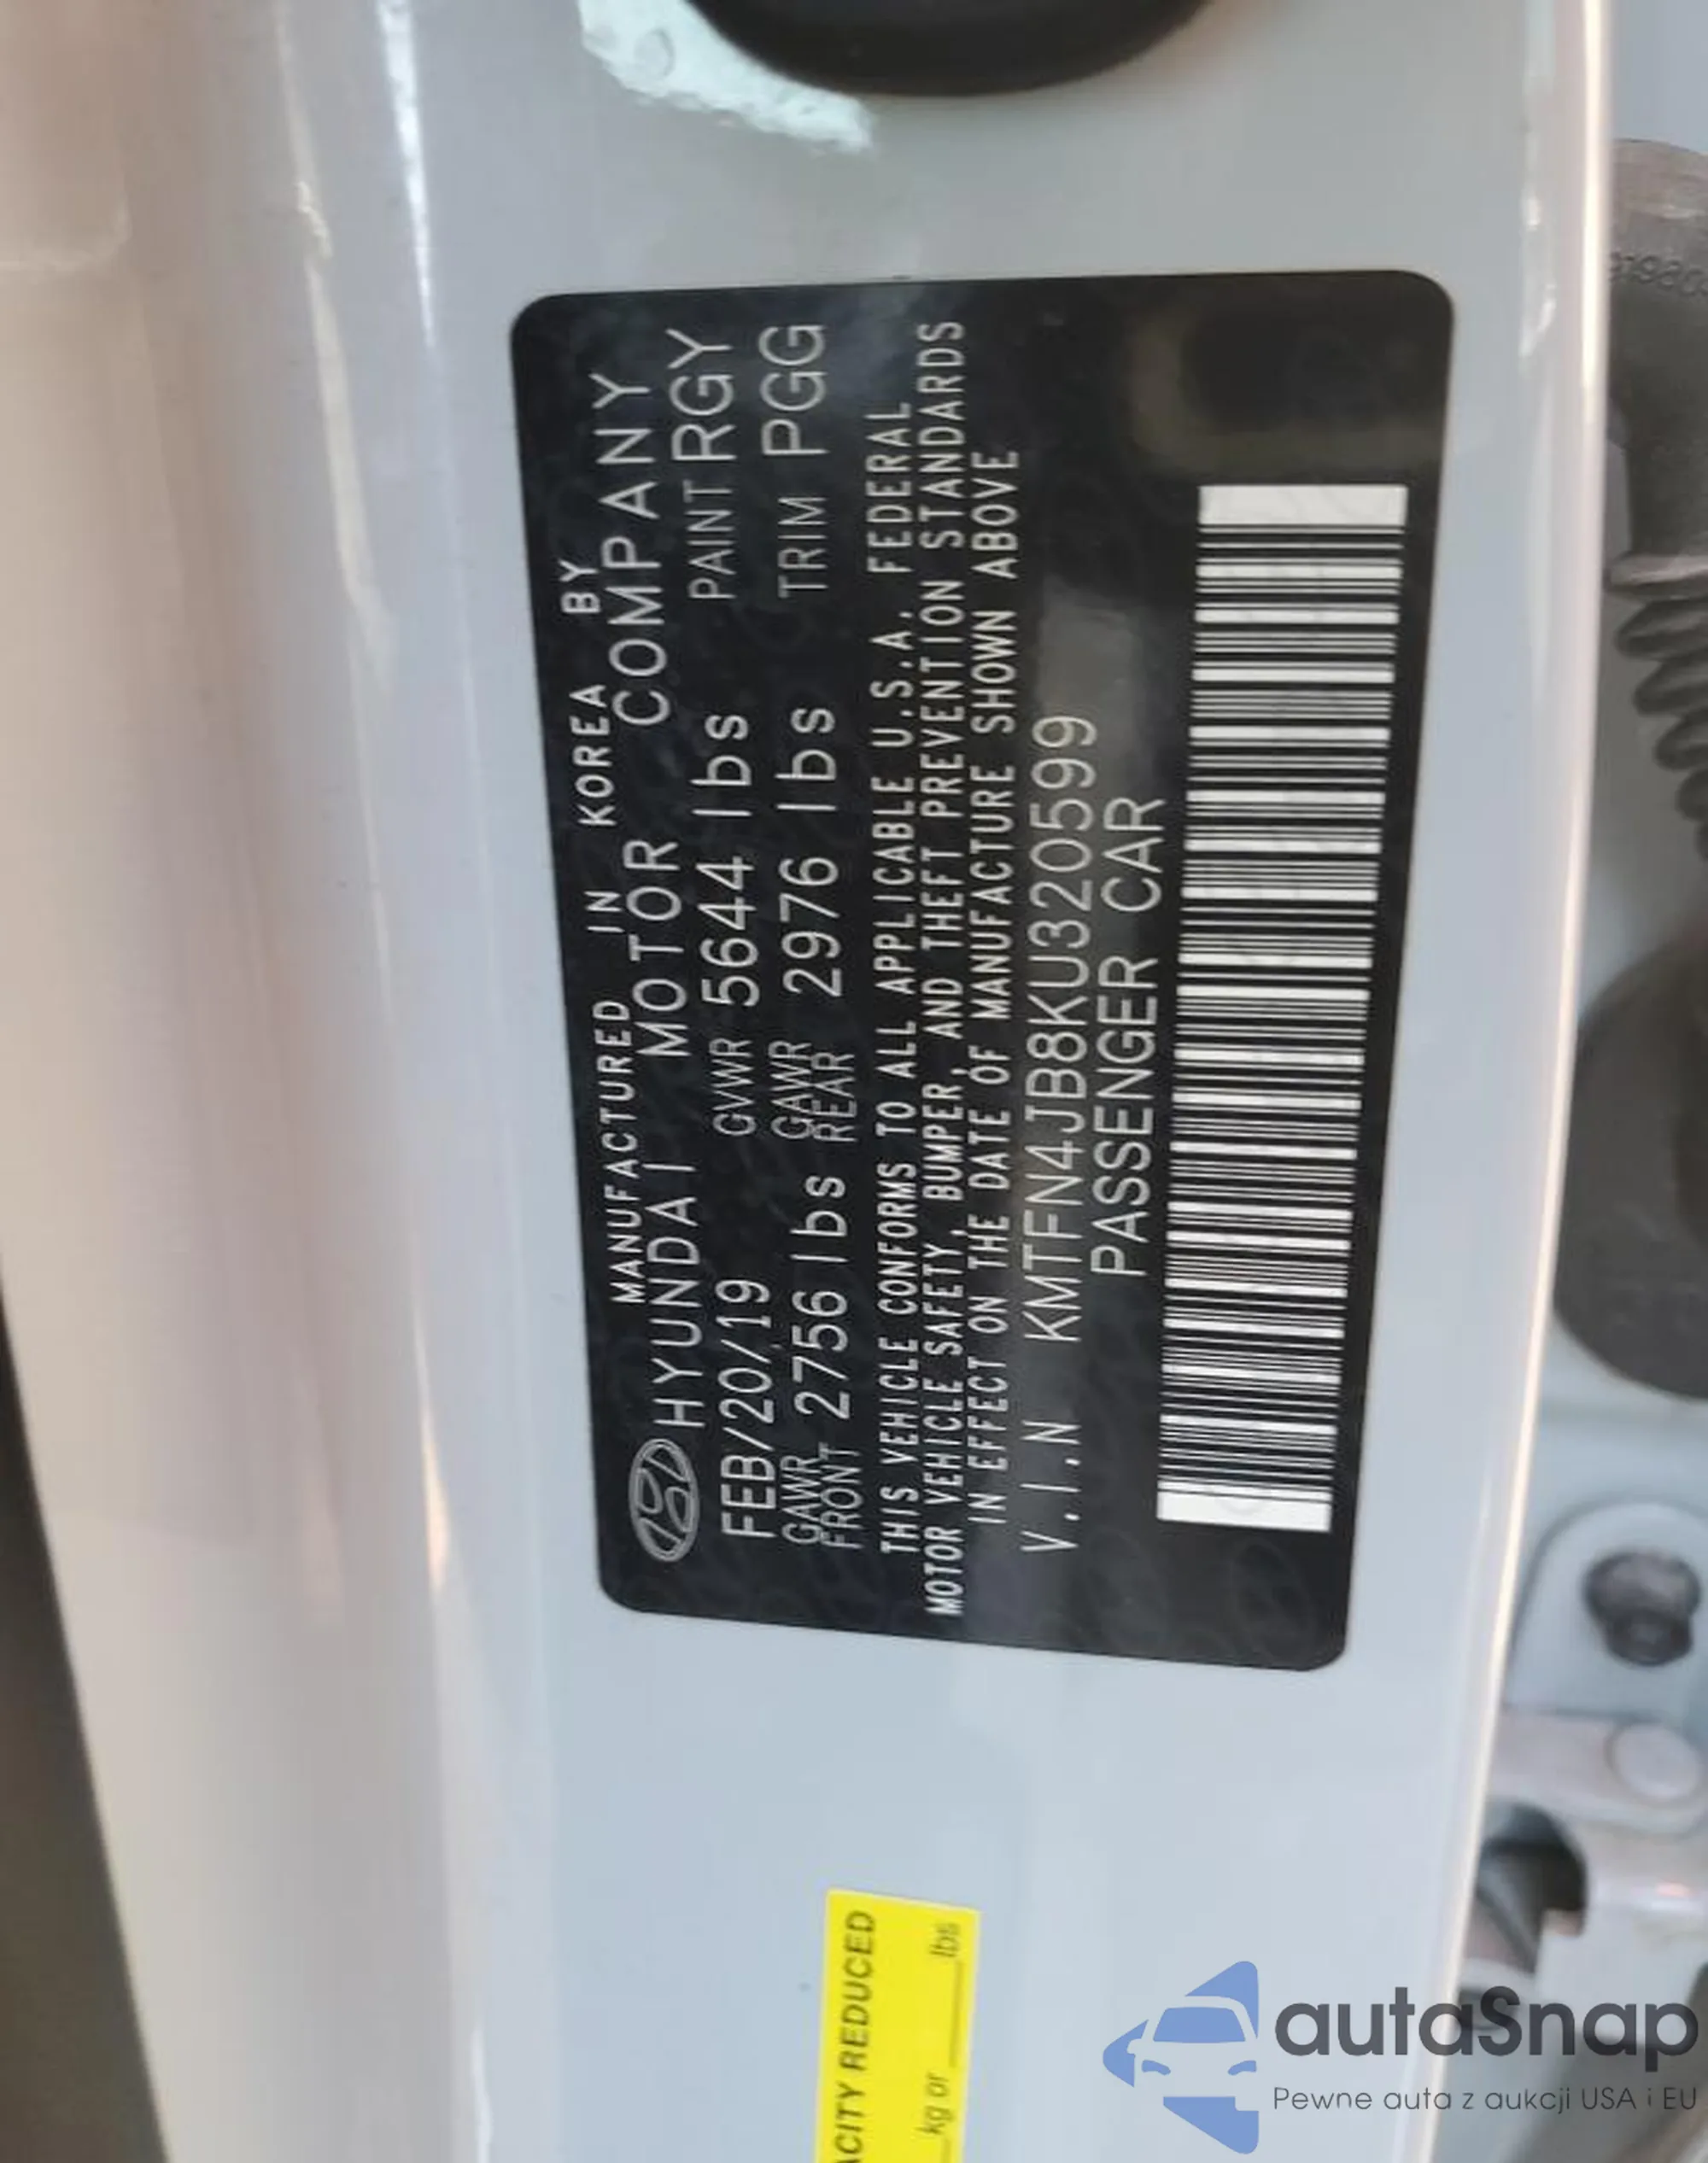 MANUFACTURED IN KOREA BY
HYUNDAI MOTOR COMPANY
FEB/20/19 GVWR 5644 lbs PAINT RGY
GAWR FRONT 2756 lbs GAWR REAR 2976 lbs TRIM PGG
THIS VEHICLE CONFORMS TO ALL APPLICABLE U.S.A. FEDERAL
MOTOR VEHICLE SAFETY, BUMPER, AND THEFT PREVENTION STANDARDS
IN EFFECT ON THE DATE OF MANUFACTURE SHOWN ABOVE
V.I.N KMTFN4JB8KU320599
PASSENGER CAR
ACITY REDUCED
kg or lbs
autaSnap
Pewne auta z aukcji USA i EU